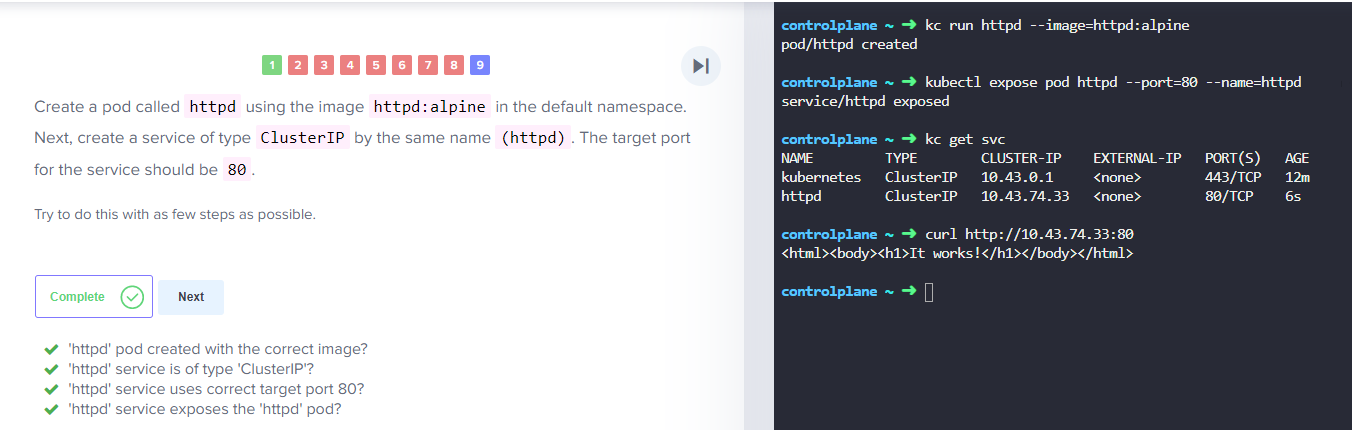 1 2 3 4 5 6 7 8 9
Create a pod called httpd using the image httpd:alpine in the default namespace.
Next, create a service of type ClusterIP by the same name (httpd). The target port
for the service should be 80.
Try to do this with as few steps as possible.
Complete Next
'httpd' pod created with the correct image?
'httpd' service is of type 'ClusterIP'?
'httpd' service uses correct target port 80?
'httpd' service exposes the 'httpd' pod?
controlplane ~ ➜ kc run httpd --image=httpd:alpine
pod/httpd created
controlplane ~ ➜ kubectl expose pod httpd --port=80 --name=httpd
service/httpd exposed
controlplane ~ ➜ kc get svc
NAME TYPE CLUSTER-IP EXTERNAL-IP PORT(S) AGE
kubernetes ClusterIP 10.43.0.1 <none> 443/TCP 12m
httpd ClusterIP 10.43.74.33 <none> 80/TCP 6s
controlplane ~ ➜ curl http://10.43.74.33:80
<html><body><h1>It works!</h1></body></html>
controlplane ~ ➜